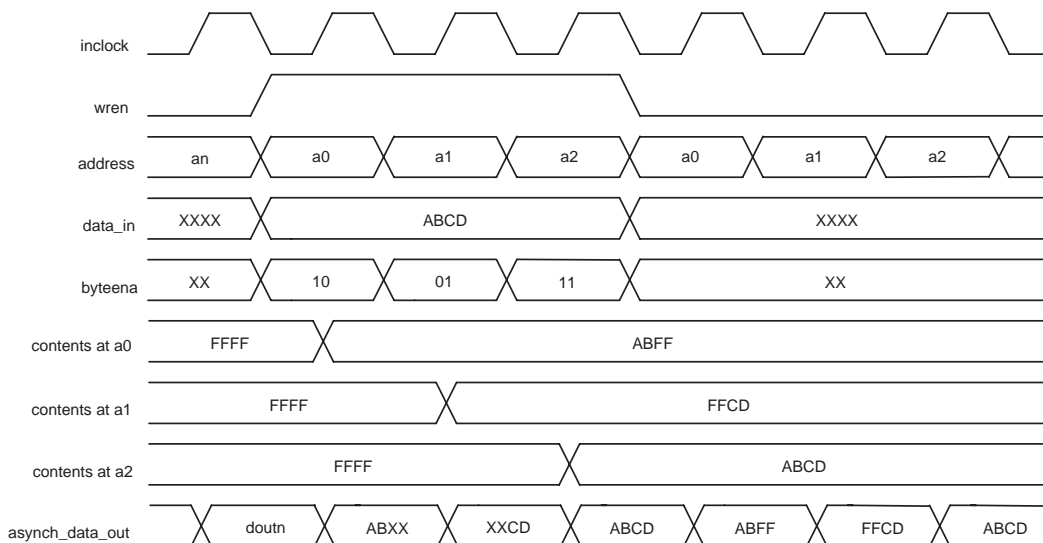 inclock
wren
address an a0 a1 a2 a0 a1 a2
data_in XXXX ABCD XXXX
byteena XX 10 01 11 XX
contents at a0 FFFF ABFF
contents at a1 FFFF FFCD
contents at a2 FFFF ABCD
asynch_data_out doutn ABXX XXCD ABCD ABFF FFCD ABCD